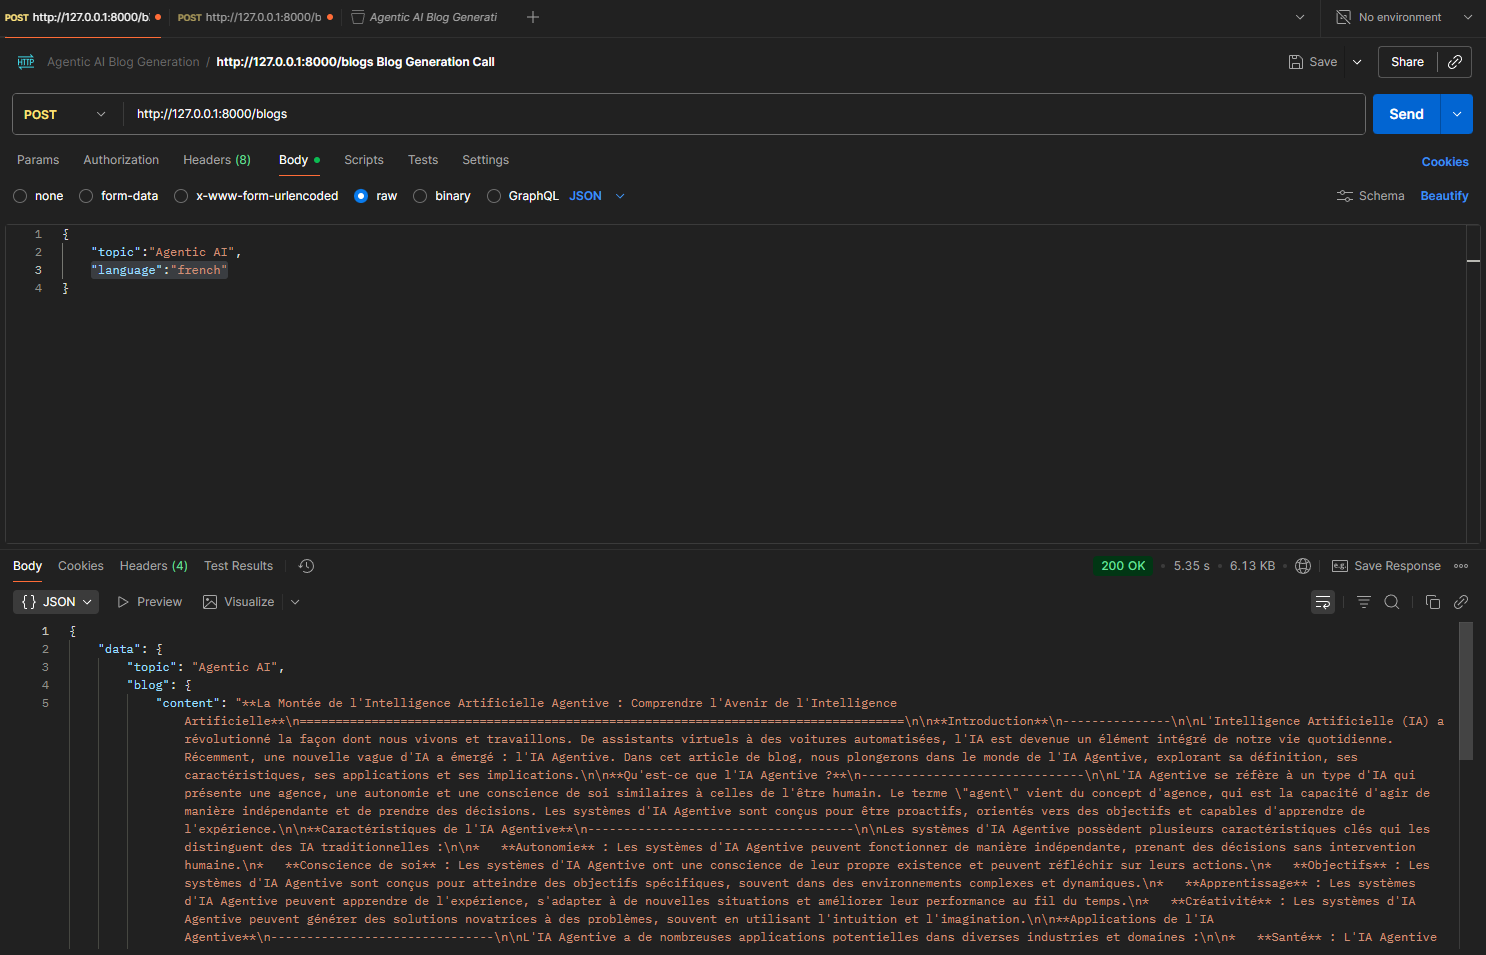 POST http://127.0.0.1:8000/b
POST http://127.0.0.1:8000/b
Agentic AI Blog Generati
No environment
HTTP Agentic AI Blog Generation / http://127.0.0.1:8000/blogs Blog Generation Call
Save
Share
POST
http://127.0.0.1:8000/blogs
Send
Params Authorization Headers (8) Body Scripts Tests Settings
Cookies
none form-data x-www-form-urlencoded raw binary GraphQL JSON
Schema Beautify
1 {
2 "topic":"Agentic AI",
3 "language":"french"
4 }
Body Cookies Headers (4) Test Results
200 OK • 5.35 s • 6.13 KB
e.g. Save Response
{} JSON Preview Visualize
1 {
2 "data": {
3 "topic": "Agentic AI",
4 "blog": {
5 "content": "**La Montée de l'Intelligence Artificielle Agentive : Comprendre l'Avenir de l'Intelligence
Artificielle**\n====================================================================================\n\n**Introduction**\n---------------\n\nL'Intelligence Artificielle (IA) a
révolutionné la façon dont nous vivons et travaillons. De assistants virtuels à des voitures automatisées, l'IA est devenue un élément intégré de notre vie quotidienne.
Récemment, une nouvelle vague d'IA a émergé : l'IA Agentive. Dans cet article de blog, nous plongerons dans le monde de l'IA Agentive, explorant sa définition, ses
caractéristiques, ses applications et ses implications.\n\n**Qu'est-ce que l'IA Agentive ?**\n-------------------------------\n\nL'IA Agentive se réfère à un type d'IA qui
présente une agence, une autonomie et une conscience de soi similaires à celles de l'être humain. Le terme \"agent\" vient du concept d'agence, qui est la capacité d'agir de
manière indépendante et de prendre des décisions. Les systèmes d'IA Agentive sont conçus pour être proactifs, orientés vers des objectifs et capables d'apprendre de
l'expérience.\n\n**Caractéristiques de l'IA Agentive**\n-------------------------------------\n\nLes systèmes d'IA Agentive possèdent plusieurs caractéristiques clés qui les
distinguent des IA traditionnelles :\n\n*   **Autonomie** : Les systèmes d'IA Agentive peuvent fonctionner de manière indépendante, prenant des décisions sans intervention
humaine.\n*   **Conscience de soi** : Les systèmes d'IA Agentive ont une conscience de leur propre existence et peuvent réfléchir sur leurs actions.\n*   **Objectifs** : Les
systèmes d'IA Agentive sont conçus pour atteindre des objectifs spécifiques, souvent dans des environnements complexes et dynamiques.\n*   **Apprentissage** : Les systèmes
d'IA Agentive peuvent apprendre de l'expérience, s'adapter à de nouvelles situations et améliorer leur performance au fil du temps.\n*   **Créativité** : Les systèmes d'IA
Agentive peuvent générer des solutions novatrices à des problèmes, souvent en utilisant l'intuition et l'imagination.\n\n**Applications de l'IA
Agentive**\n-------------------------------\n\nL'IA Agentive a de nombreuses applications potentielles dans diverses industries et domaines :\n\n*   **Santé** : L'IA Agentive